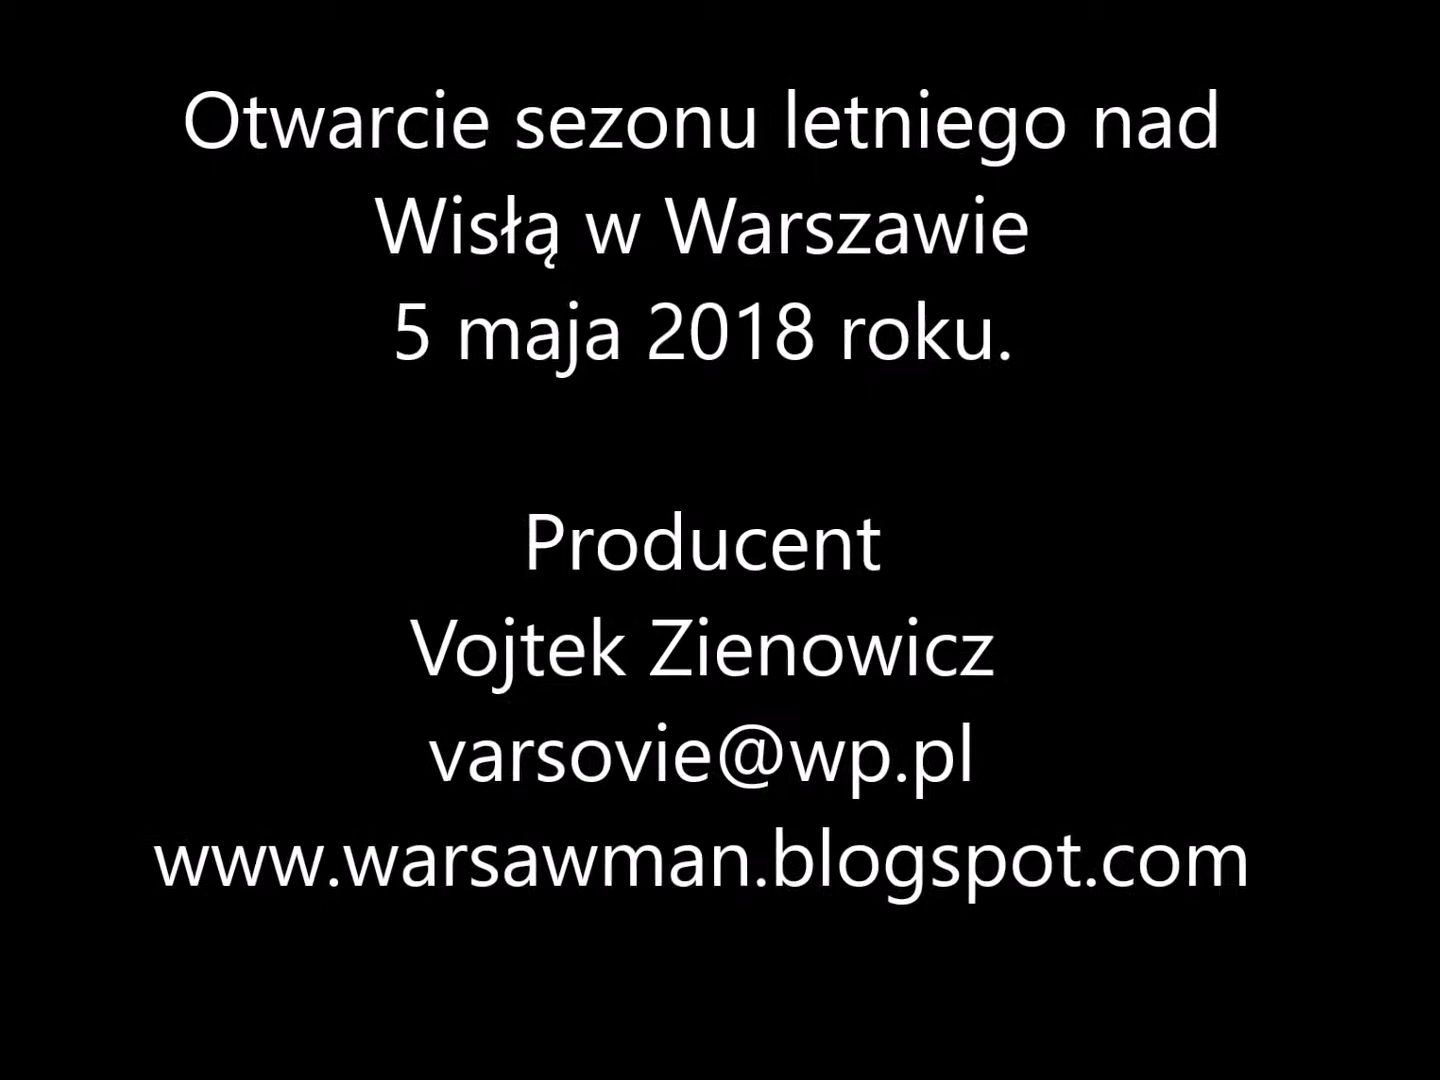 Otwarcie sezonu letniego nad
Wisłą w Warszawie
5 maja 2018 roku.
Producent
Vojtek Zienowicz
varsovie@wp.pl
www.warsawman.blogspot.com